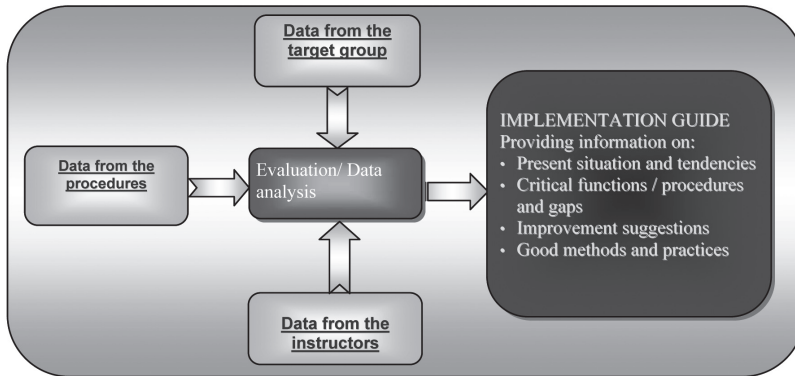 Data from the
target group
Data from the
procedures
Evaluation/ Data
analysis
Data from the
instructors
IMPLEMENTATION GUIDE
Providing information on:
• Present situation and tendencies
• Critical functions / procedures
and gaps
• Improvement suggestions
• Good methods and practices